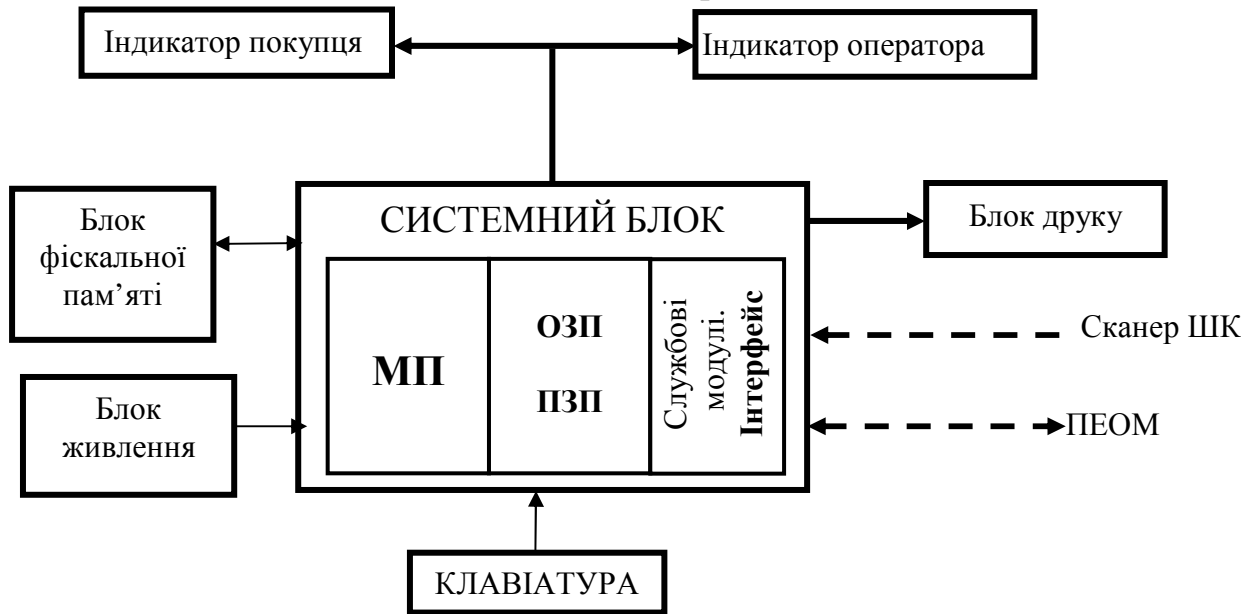 Індикатор покупця
Індикатор оператора
Блок
фіскальної
пам’яті
СИСТЕМНИЙ БЛОК
Блок друку
МП
ОЗП
ПЗП
Службові
модулі.
Інтерфейс
Сканер ШК
ПЕОМ
Блок
живлення
КЛАВІАТУРА